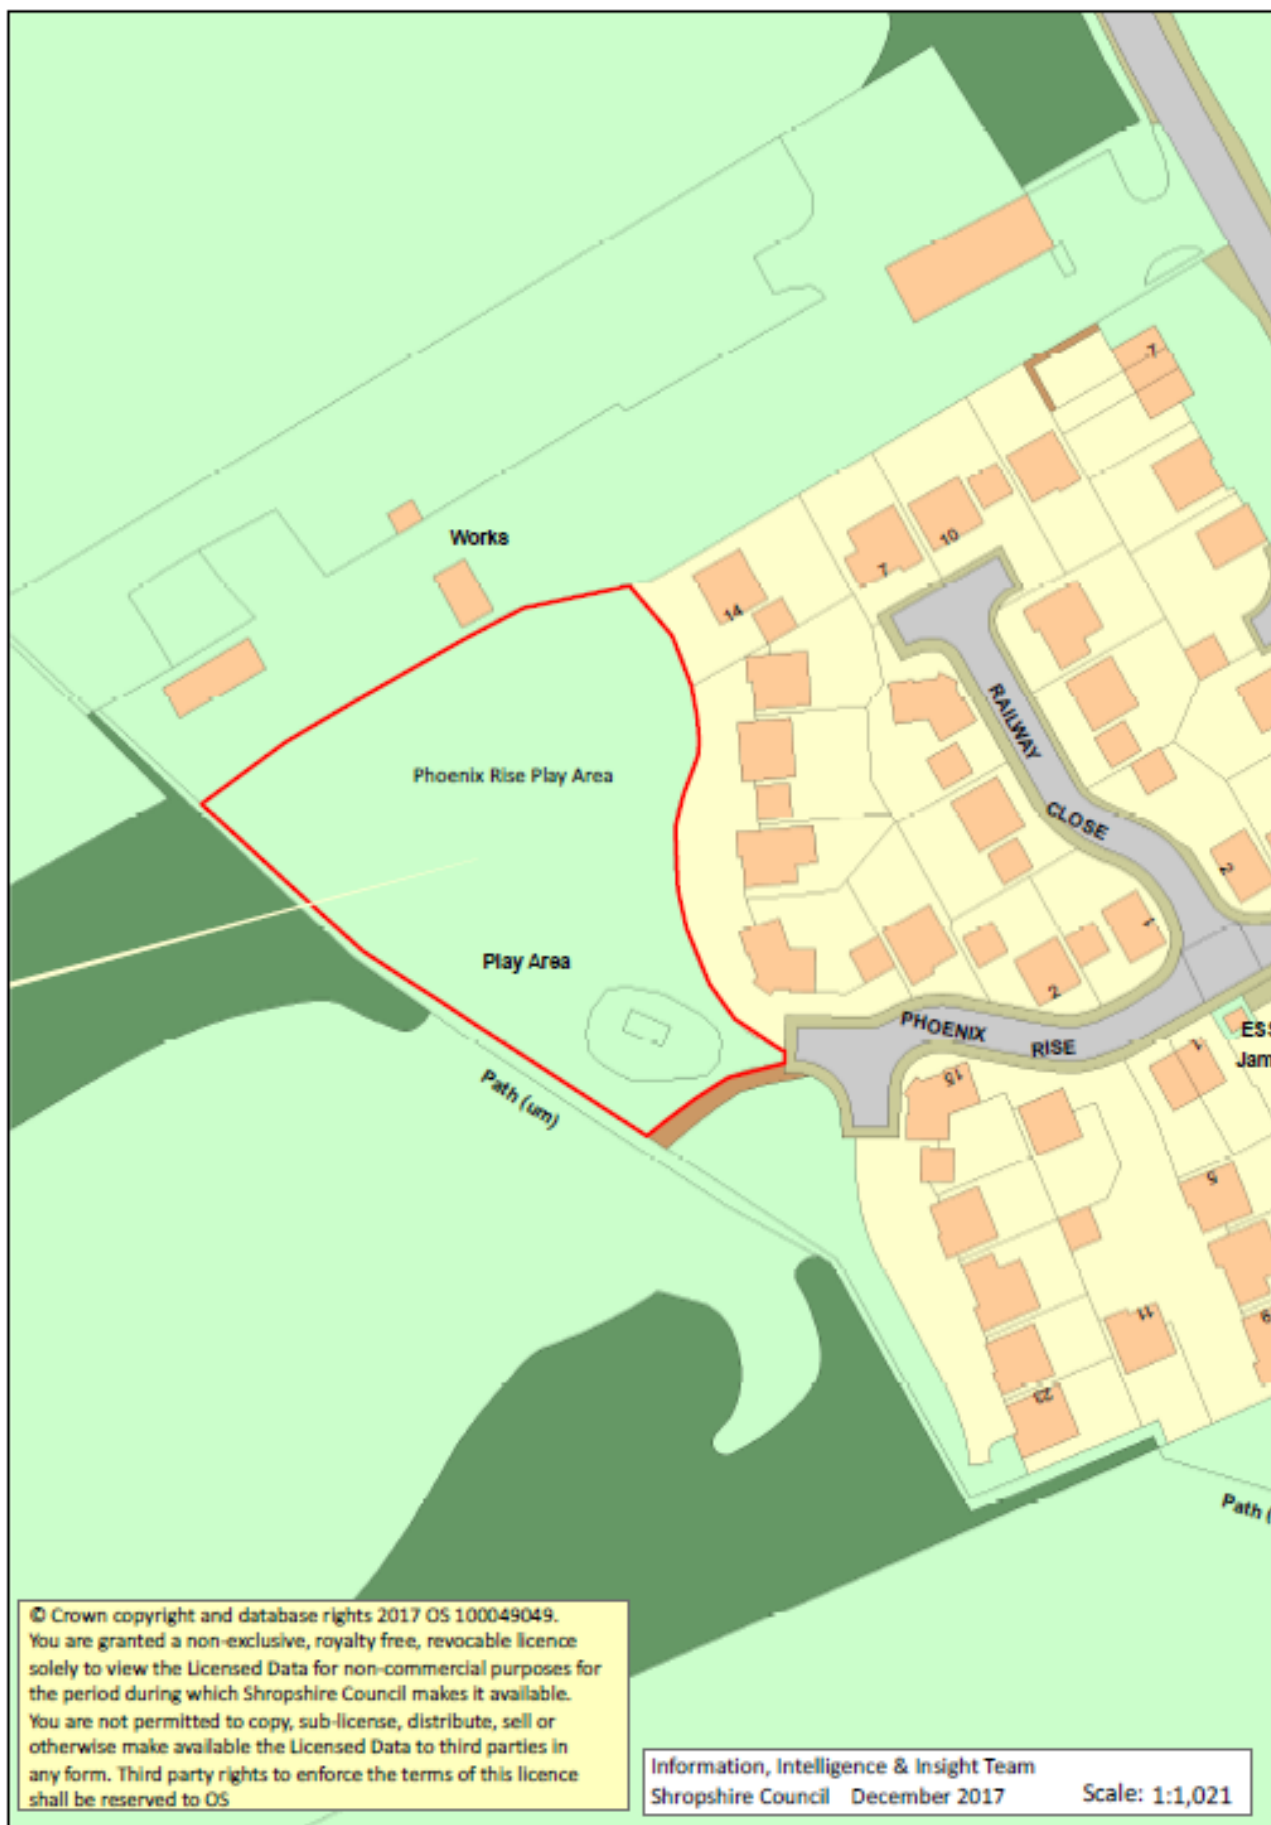 7
Works
10
7
14
RAILWAY
Phoenix Rise Play Area
CLOSE
2
1
Play Area
2
PHOENIX
RISE
ESS
Jam
1
15
Path (um)
5
11
9
23
Path (
© Crown copyright and database rights 2017 OS 100049049.
You are granted a non-exclusive, royalty free, revocable licence
solely to view the Licensed Data for non-commercial purposes for
the period during which Shropshire Council makes it available.
You are not permitted to copy, sub-license, distribute, sell or
otherwise make available the Licensed Data to third parties in
any form. Third party rights to enforce the terms of this licence
shall be reserved to OS
Information, Intelligence & Insight Team
Shropshire Council December 2017 Scale: 1:1,021